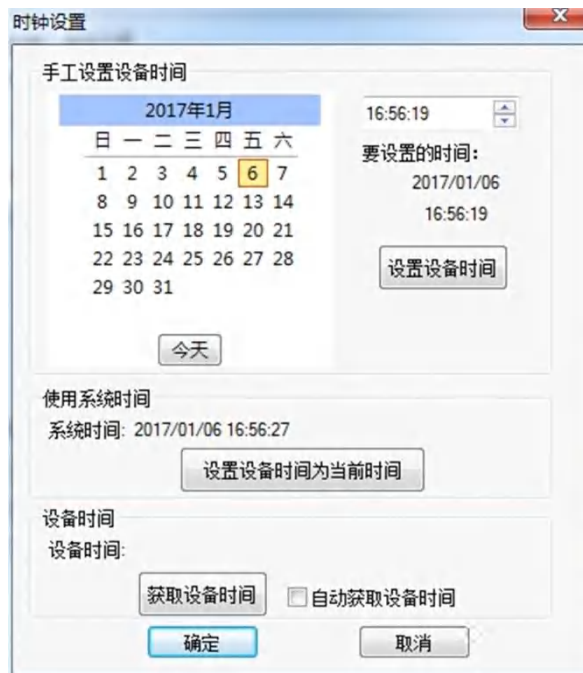 时钟设置
手工设置设备时间
2017年1月
日 一 二 三 四 五 六
1 2 3 4 5 6 7
8 9 10 11 12 13 14
15 16 17 18 19 20 21
22 23 24 25 26 27 28
29 30 31
今天
16:56:19
要设置的时间:
2017/01/06
16:56:19
设置设备时间
使用系统时间
系统时间: 2017/01/06 16:56:27
设置设备时间为当前时间
设备时间
设备时间:
获取设备时间
自动获取设备时间
确定
取消